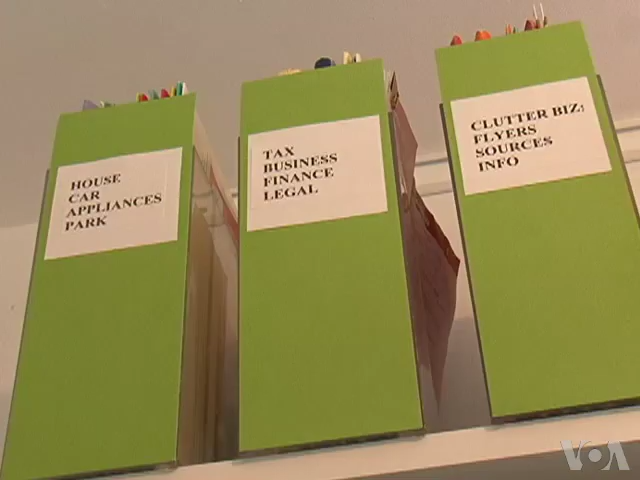 HOUSE
CAR
APPLIANCES
PARK
TAX
BUSINESS
FINANCE
LEGAL
CLUTTER BIZ:
FLYERS
SOURCES
INFO
VOA